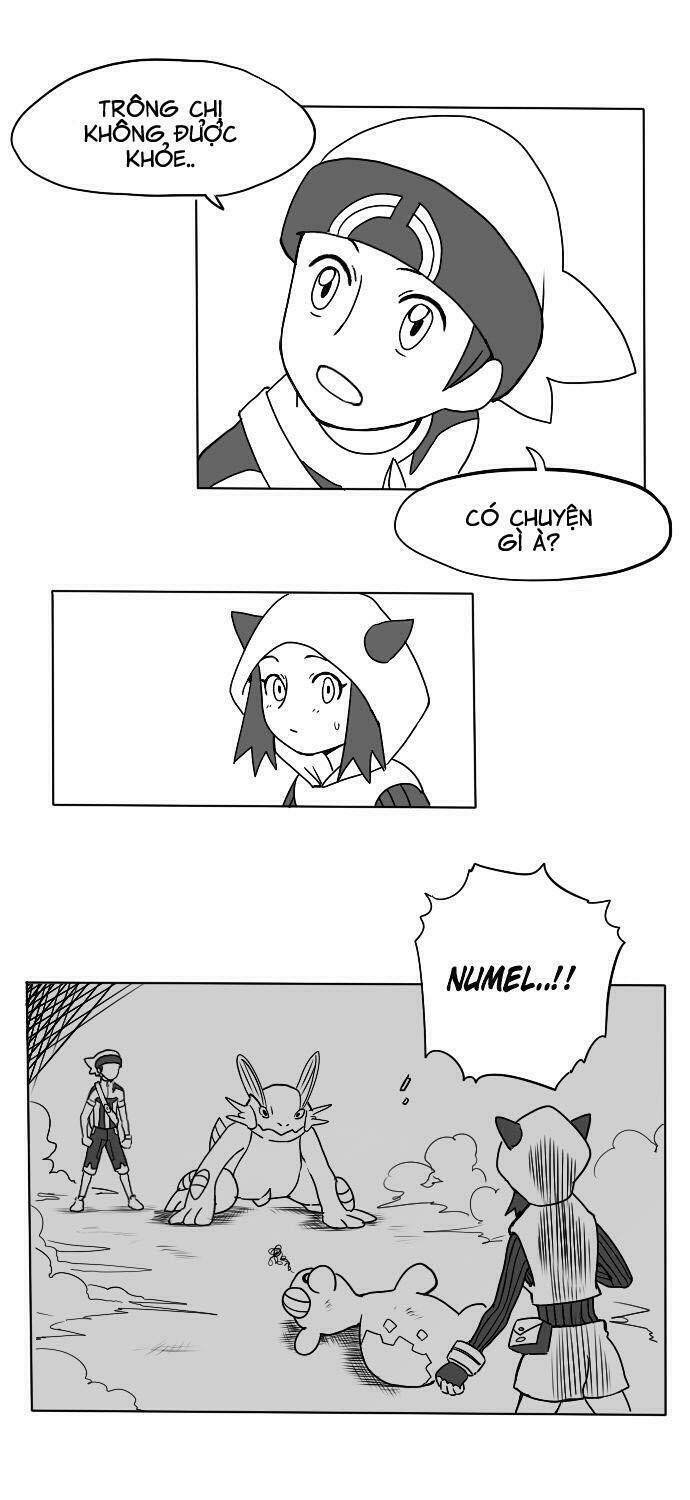 TRÔNG CHỊ
KHÔNG ĐƯỢC
KHỎE..
CÓ CHUYỆN
GÌ À?
NUMEL..!!
!